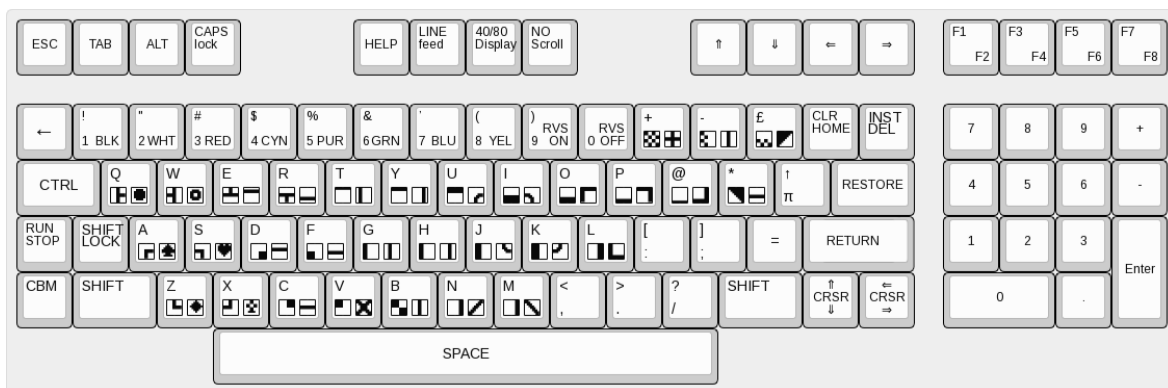 ESC TAB ALT CAPS lock HELP LINE feed 40/80 Display NO Scroll ⇑ ⇓ ⇐ ⇒ F1 F2 F3 F4 F5 F6 F7 F8
← ! 1 BLK " 2 WHT # 3 RED $ 4 CYN % 5 PUR & 6 GRN ' 7 BLU ( 8 YEL ) 9 RVS ON 0 RVS OFF + - £ CLR HOME INST DEL 7 8 9 +
CTRL Q W E R T Y U I O P @ * ↑ π RESTORE 4 5 6 -
RUN STOP SHIFT LOCK A S D F G H J K L [ : ] ; = RETURN 1 2 3 Enter
CBM SHIFT Z X C V B N M < , > . ? / SHIFT ⇑ CRSR ⇓ ⇐ CRSR ⇒ 0 .
SPACE